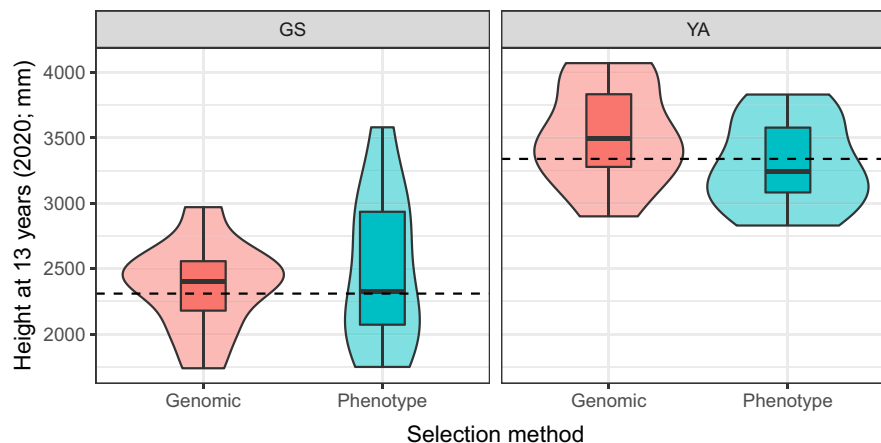 GS
YA
Height at 13 years (2020; mm)
4000
3500
3000
2500
2000
Genomic
Phenotype
Genomic
Phenotype
Selection method